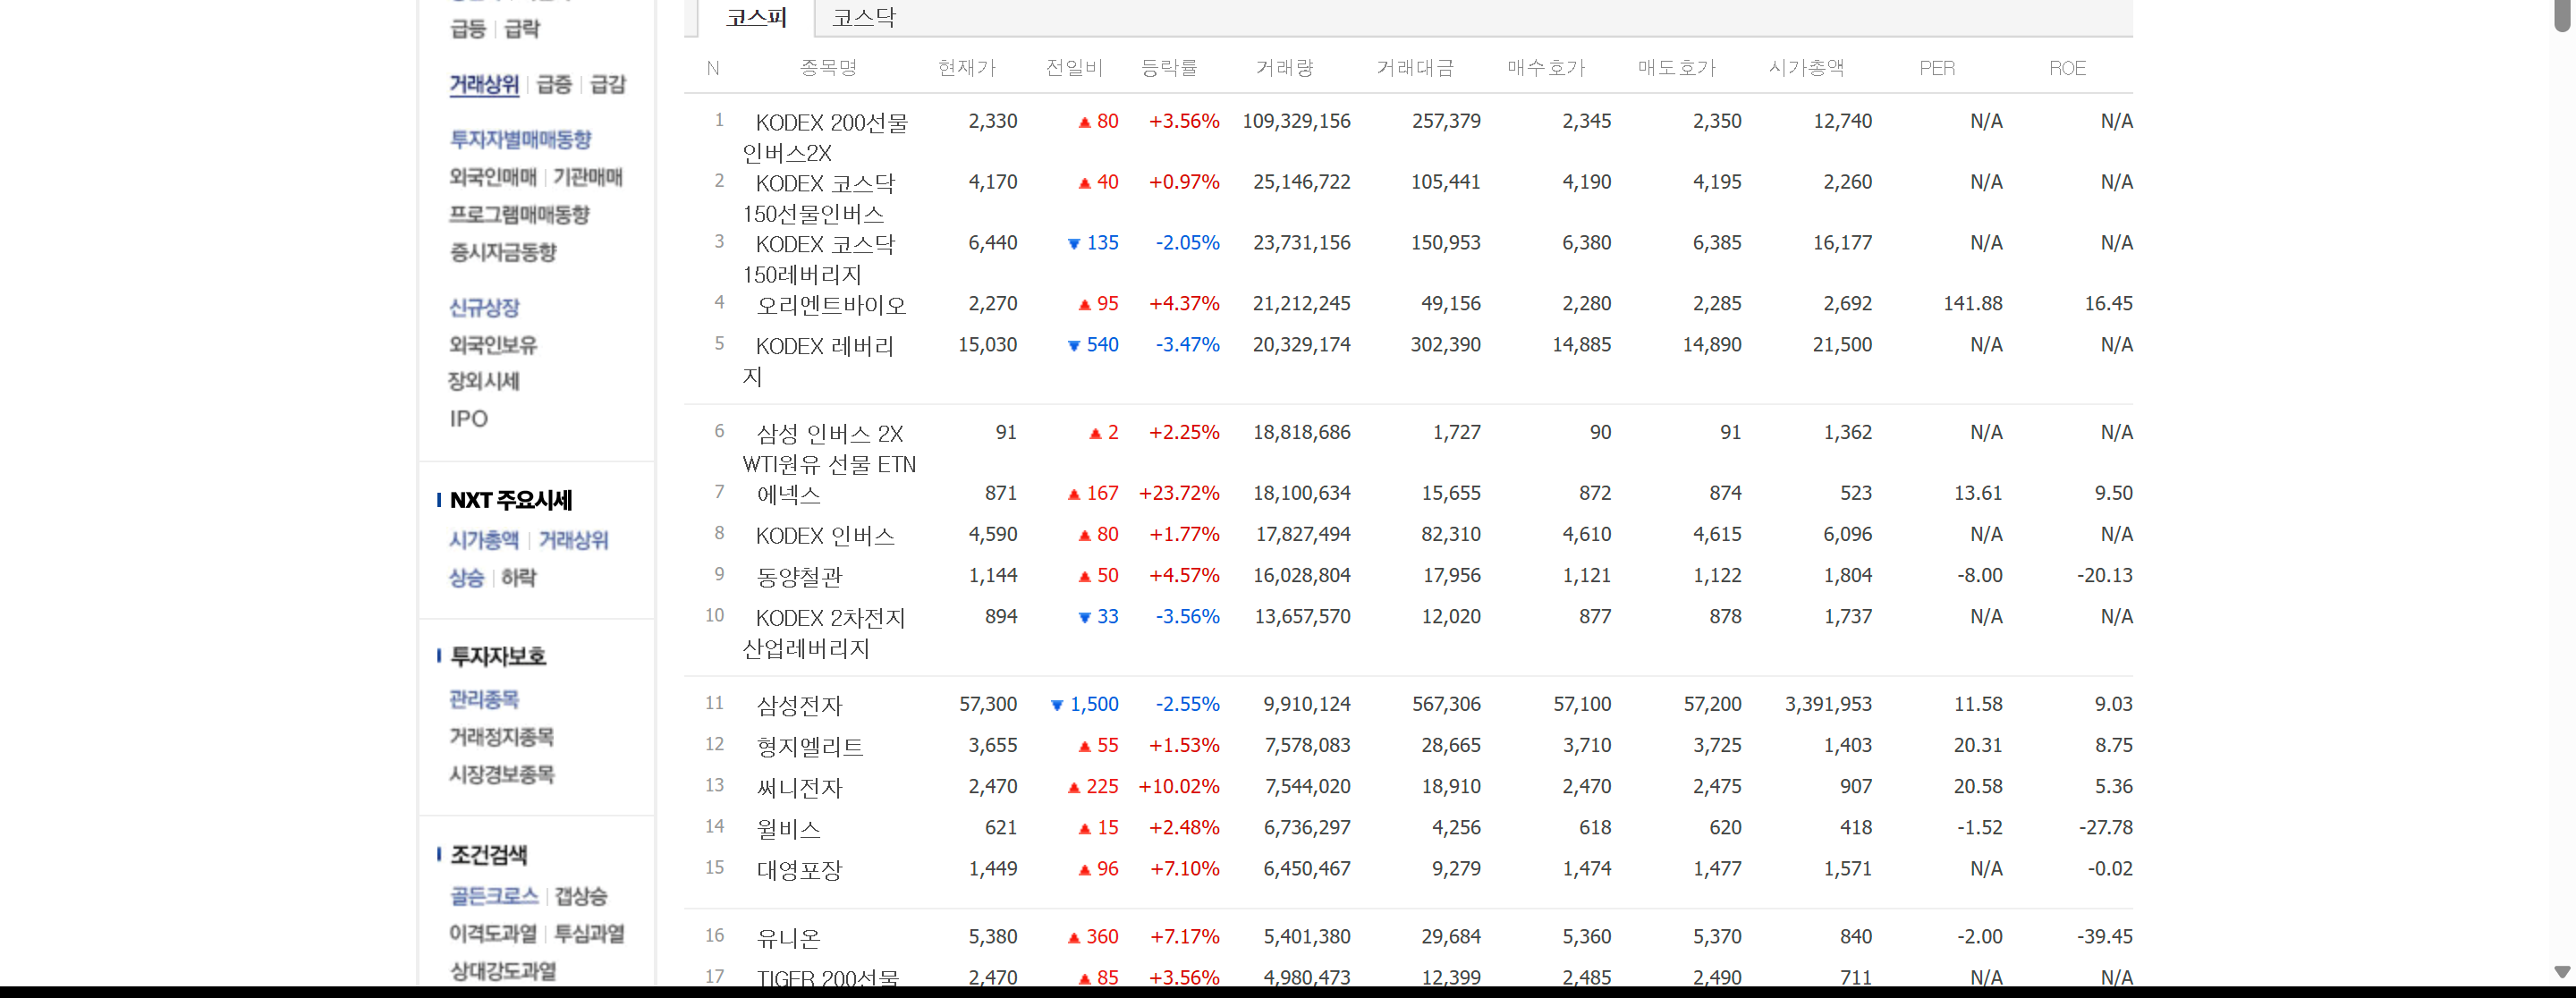 급등 | 급락
거래상위 | 급증 | 급감
투자자별매매동향
외국인매매 | 기관매매
프로그램매매동향
증시자금동향
신규상장
외국인보유
장외시세
IPO
NXT 주요시세
시가총액 | 거래상위
상승 | 하락
투자자보호
관리종목
거래정지종목
시장경보종목
조건검색
골든크로스 | 갭상승
이격도과열 | 투심과열
상대강도과열
코스피 코스닥
N 종목명 현재가 전일비 등락률 거래량 거래대금 매수호가 매도호가 시가총액 PER ROE
1 KODEX 200선물 2,330 ▲ 80 +3.56% 109,329,156 257,379 2,345 2,350 12,740 N/A N/A
인버스2X
2 KODEX 코스닥 4,170 ▲ 40 +0.97% 25,146,722 105,441 4,190 4,195 2,260 N/A N/A
150선물인버스
3 KODEX 코스닥 6,440 ▼ 135 -2.05% 23,731,156 150,953 6,380 6,385 16,177 N/A N/A
150레버리지
4 오리엔트바이오 2,270 ▲ 95 +4.37% 21,212,245 49,156 2,280 2,285 2,692 141.88 16.45
5 KODEX 레버리 15,030 ▼ 540 -3.47% 20,329,174 302,390 14,885 14,890 21,500 N/A N/A
지
6 삼성 인버스 2X 91 ▲ 2 +2.25% 18,818,686 1,727 90 91 1,362 N/A N/A
WTI원유 선물 ETN
7 에넥스 871 ▲ 167 +23.72% 18,100,634 15,655 872 874 523 13.61 9.50
8 KODEX 인버스 4,590 ▲ 80 +1.77% 17,827,494 82,310 4,610 4,615 6,096 N/A N/A
9 동양철관 1,144 ▲ 50 +4.57% 16,028,804 17,956 1,121 1,122 1,804 -8.00 -20.13
10 KODEX 2차전지 894 ▼ 33 -3.56% 13,657,570 12,020 877 878 1,737 N/A N/A
산업레버리지
11 삼성전자 57,300 ▼ 1,500 -2.55% 9,910,124 567,306 57,100 57,200 3,391,953 11.58 9.03
12 형지엘리트 3,655 ▲ 55 +1.53% 7,578,083 28,665 3,710 3,725 1,403 20.31 8.75
13 써니전자 2,470 ▲ 225 +10.02% 7,544,020 18,910 2,470 2,475 907 20.58 5.36
14 윌비스 621 ▲ 15 +2.48% 6,736,297 4,256 618 620 418 -1.52 -27.78
15 대영포장 1,449 ▲ 96 +7.10% 6,450,467 9,279 1,474 1,477 1,571 N/A -0.02
16 유니온 5,380 ▲ 360 +7.17% 5,401,380 29,684 5,360 5,370 840 -2.00 -39.45
17 TIGER 200선물 2,470 ▲ 85 +3.56% 4,980,473 12,399 2,485 2,490 711 N/A N/A